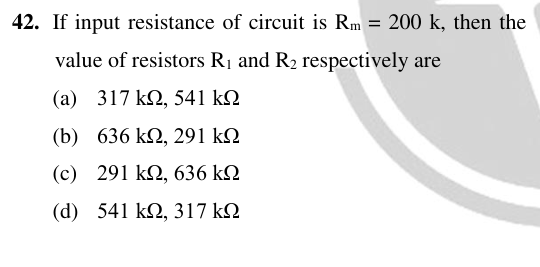 42. If input resistance of circuit is Rₘ = 200 k, then the
value of resistors R₁ and R₂ respectively are
(a) 317 kΩ, 541 kΩ
(b) 636 kΩ, 291 kΩ
(c) 291 kΩ, 636 kΩ
(d) 541 kΩ, 317 kΩ